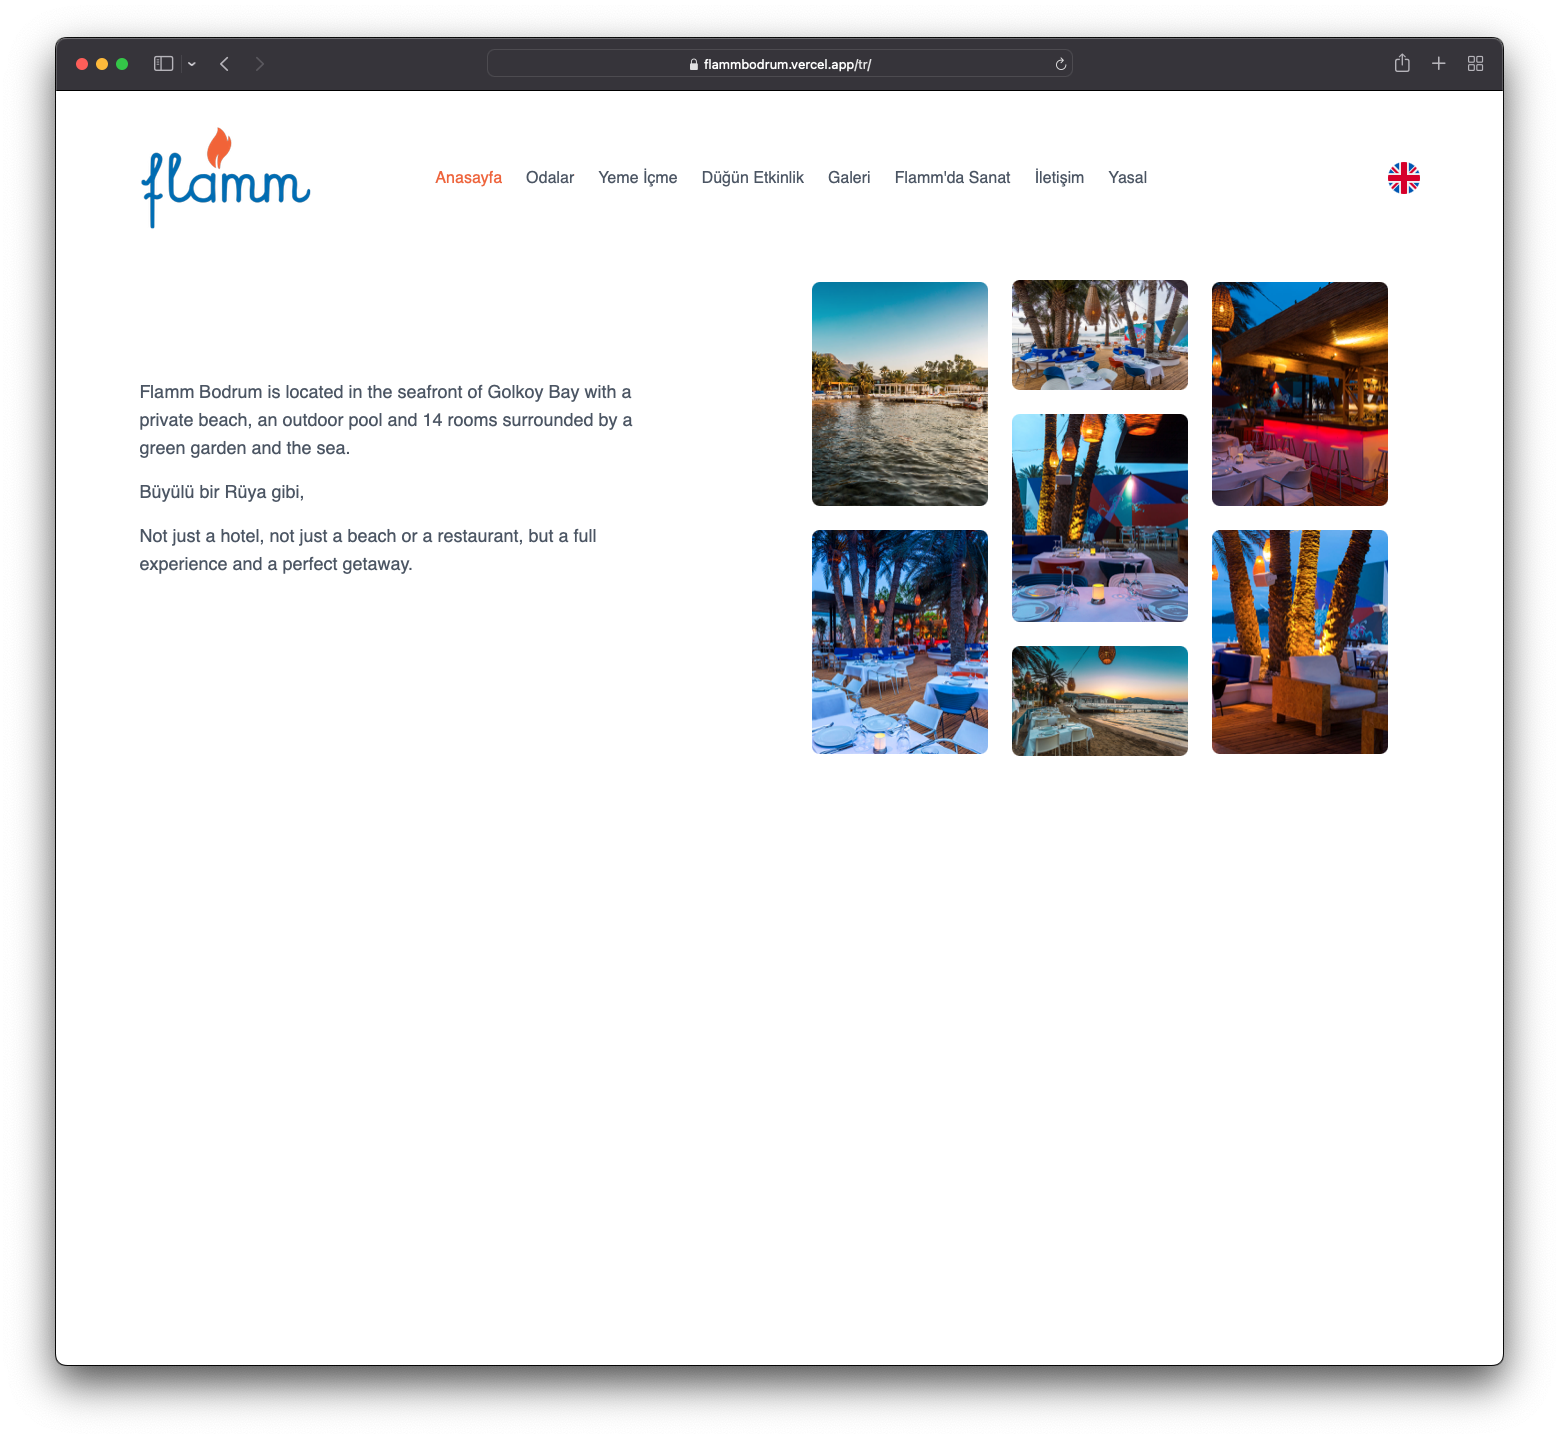 flammbodrum.vercel.app/tr/
flamm
Anasayfa Odalar Yeme İçme Düğün Etkinlik Galeri Flamm'da Sanat İletişim Yasal
Flamm Bodrum is located in the seafront of Golkoy Bay with a
private beach, an outdoor pool and 14 rooms surrounded by a
green garden and the sea.
Büyülü bir Rüya gibi,
Not just a hotel, not just a beach or a restaurant, but a full
experience and a perfect getaway.